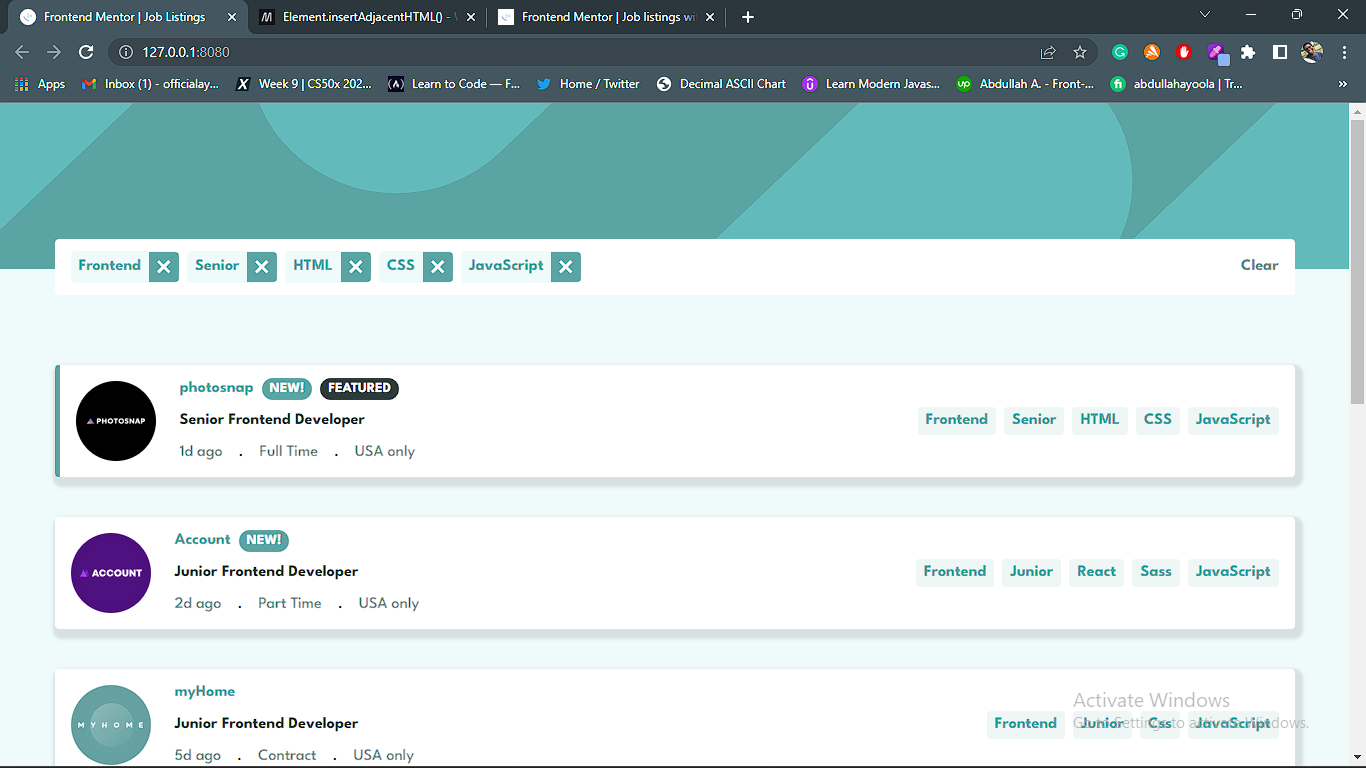 Frontend Mentor | Job Listings
Element.insertAdjacentHTML() -
Frontend Mentor | Job listings wi
127.0.0.1:8080
Apps
Inbox (1) - officialay...
Week 9 | CS50x 202...
Learn to Code — F...
Home / Twitter
Decimal ASCII Chart
Learn Modern Javas...
Abdullah A. - Front-...
abdullahayoola | Tr...
Frontend Senior HTML CSS JavaScript Clear
photosnap NEW! FEATURED
PHOTOSNAP
Senior Frontend Developer
1d ago . Full Time . USA only
Frontend Senior HTML CSS JavaScript
Account NEW!
ACCOUNT
Junior Frontend Developer
2d ago . Part Time . USA only
Frontend Junior React Sass JavaScript
myHome
MYHOME
Junior Frontend Developer
5d ago . Contract . USA only
Frontend Junior Css JavaScript
Activate Windows
Go to Settings to activate Windows.